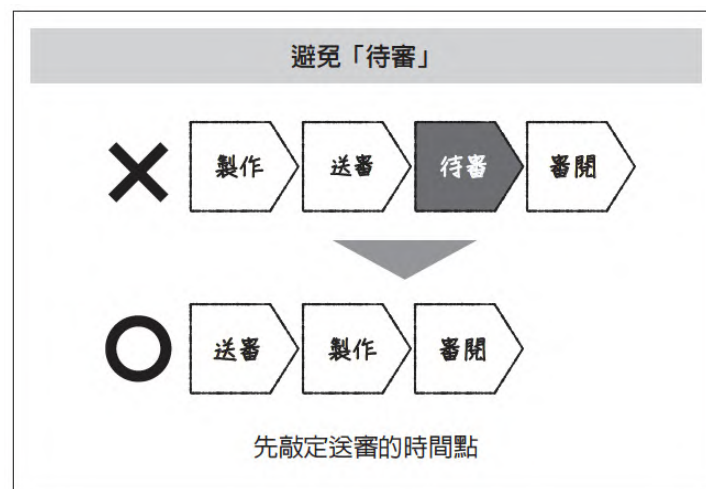 避免「待審」
製作 送審 待審 審閱
送審 製作 審閱
先敲定送審的時間點